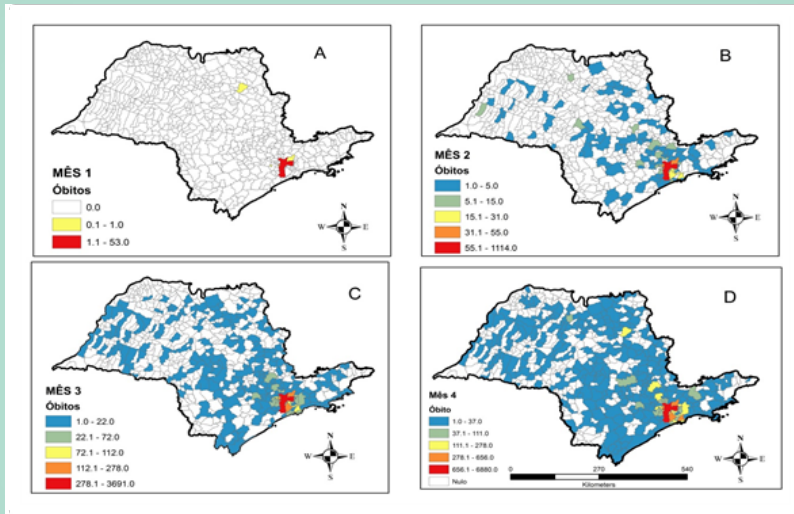 A
N
W E
S
MÊS 1
Óbitos
0.0
0.1 - 1.0
1.1 - 53.0
B
N
W E
S
MÊS 2
Óbitos
1.0 - 5.0
5.1 - 15.0
15.1 - 31.0
31.1 - 55.0
55.1 - 1114.0
C
N
W E
S
MÊS 3
Óbitos
1.0 - 22.0
22.1 - 72.0
72.1 - 112.0
112.1 - 278.0
278.1 - 3691.0
D
N
W E
S
Mês 4
Óbito
1.0 - 37.0
37.1 - 111.0
111.1 - 278.0
278.1 - 656.0
656.1 - 6880.0
Nulo
0 270 540
Kilometers